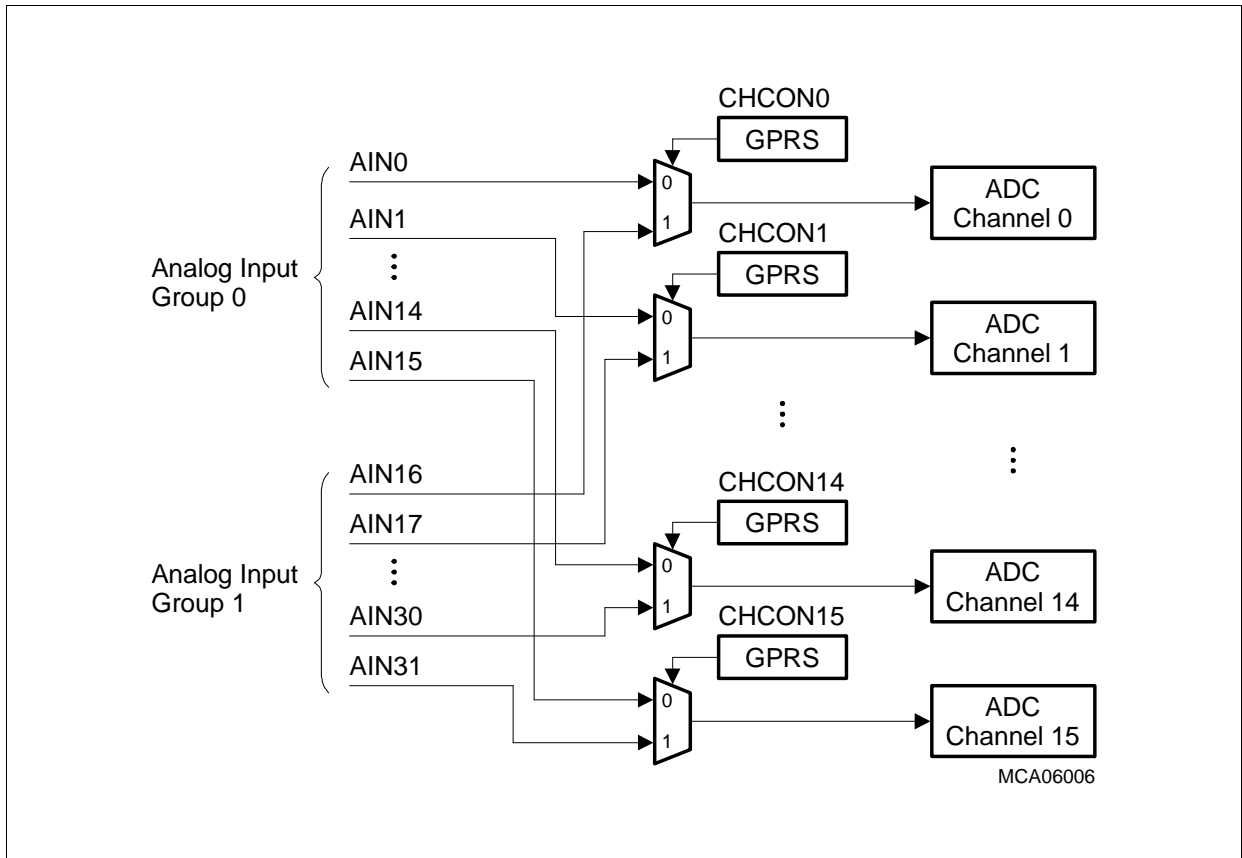 CHCON0
GPRS
AIN0
0
1
ADC
Channel 0
AIN1
CHCON1
GPRS
Analog Input
Group 0
AIN14
0
1
ADC
Channel 1
AIN15
AIN16
CHCON14
GPRS
AIN17
Analog Input
Group 1
0
1
ADC
Channel 14
AIN30
CHCON15
GPRS
AIN31
0
1
ADC
Channel 15
MCA06006